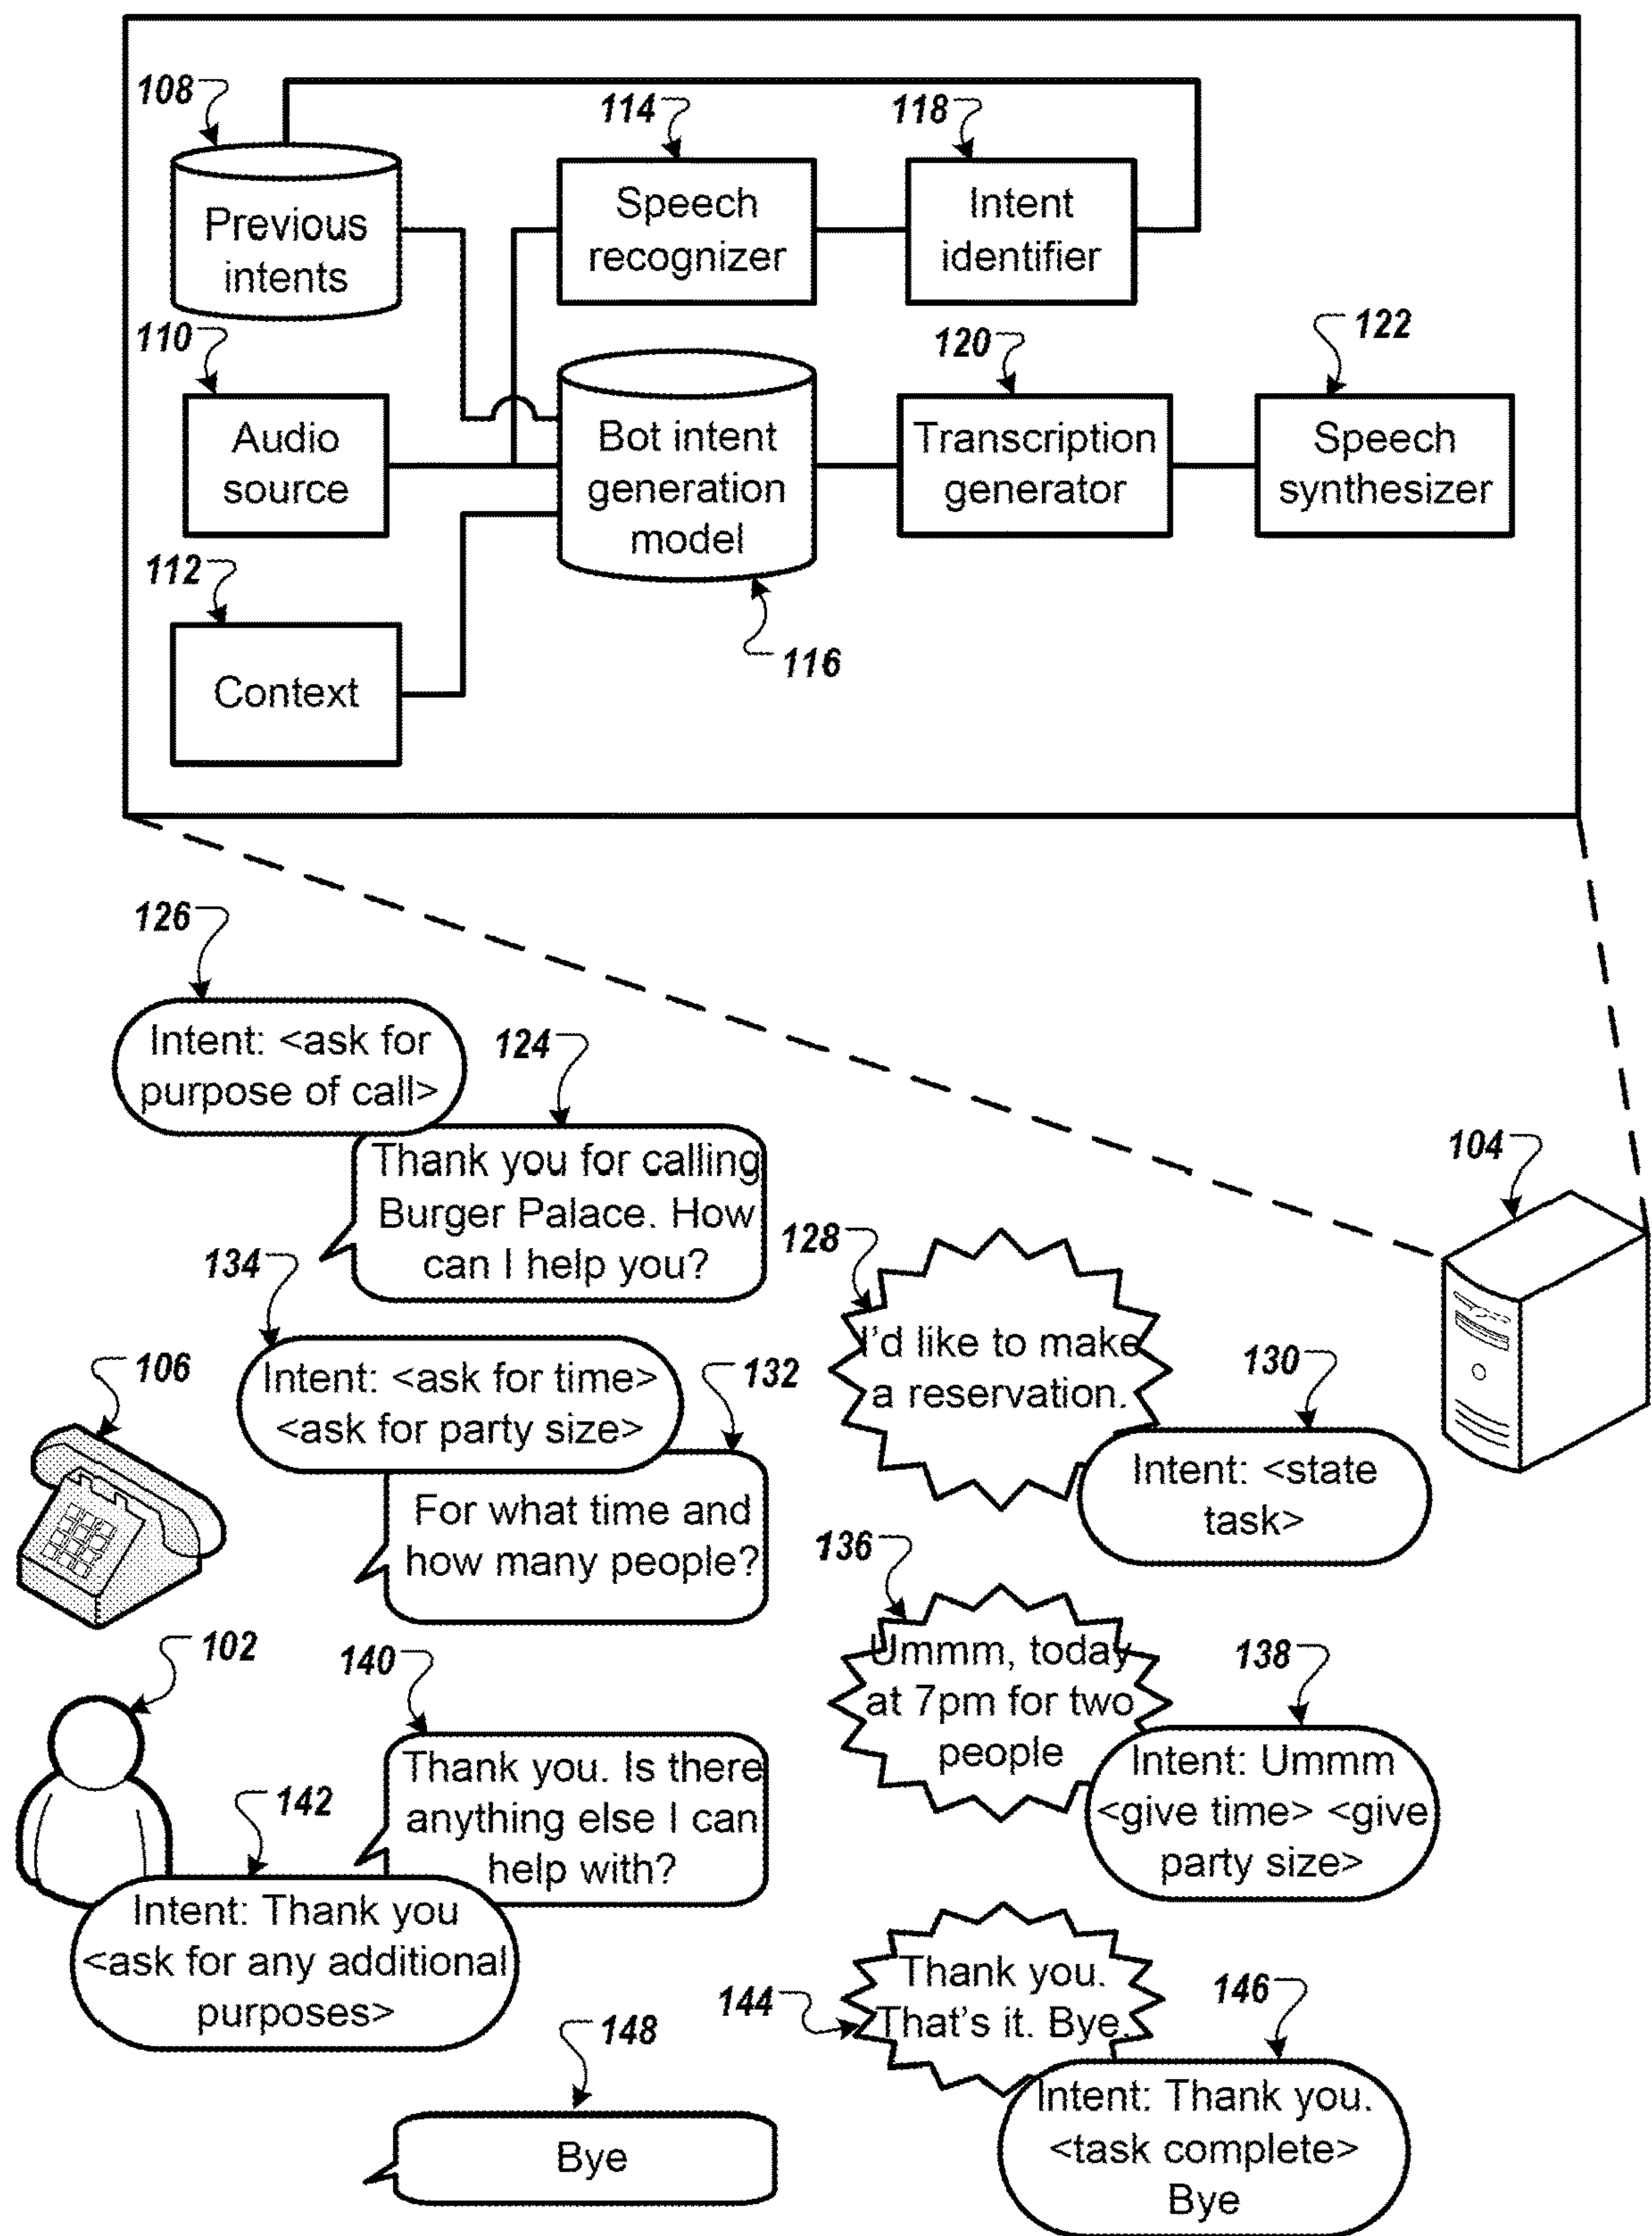 108
114
118
Previous
intents
Speech
recognizer
Intent
identifier
110
120
122
Audio
source
Bot intent
generation
model
Transcription
generator
Speech
synthesizer
112
Context
116
126
Intent: <ask for
purpose of call>
124
Thank you for calling
Burger Palace. How
can I help you?
104
128
I'd like to make
a reservation.
130
Intent: <state
task>
134
Intent: <ask for time>
<ask for party size>
132
For what time and
how many people?
106
136
Ummm, today
at 7pm for two
people
138
Intent: Ummm
<give time> <give
party size>
102
140
Thank you. Is there
anything else I can
help with?
142
Intent: Thank you
<ask for any additional
purposes>
144
Thank you.
That's it. Bye.
146
Intent: Thank you.
<task complete>
Bye
148
Bye